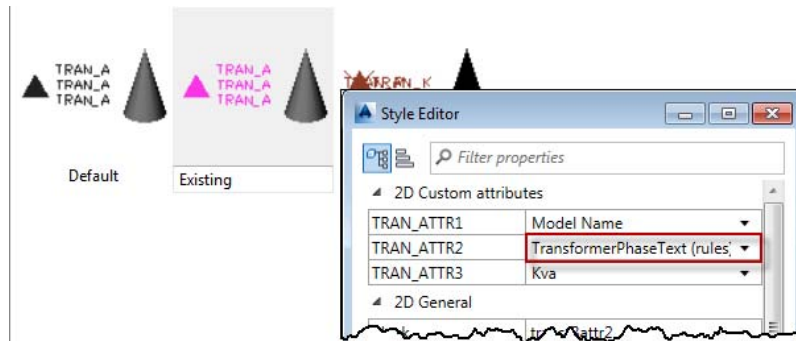 TRAN_A
TRAN_A
TRAN_A
Default
TRAN_A
TRAN_A
TRAN_A
Existing
Style Editor
Filter properties
2D Custom attributes
TRAN_ATTR1 Model Name
TRAN_ATTR2 TransformerPhaseText (rules)
TRAN_ATTR3 Kva
2D General